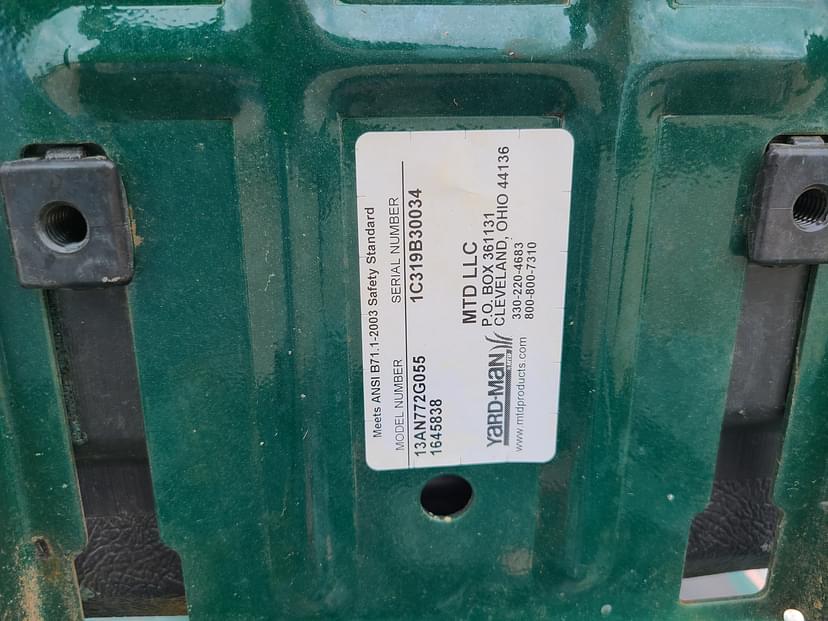 Meets ANSI B71.1-2003 Safety Standard
MODEL NUMBER SERIAL NUMBER
13AN772G055 1C319B30034
1645838
MTD LLC
P.O. BOX 361131
CLEVELAND, OHIO 44136
330-220-4683
800-800-7310
YARD-MAN
www.mtdproducts.com